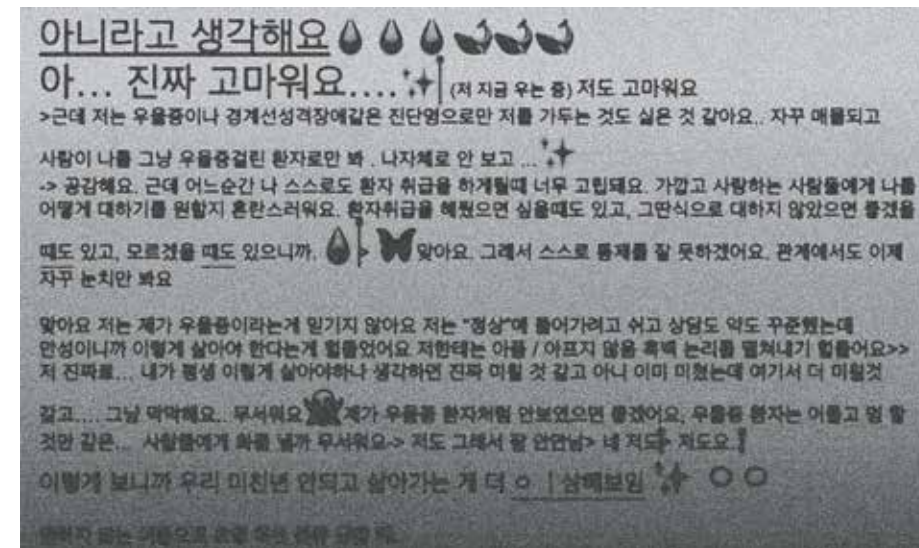 아니라고 생각해요
아... 진짜 고마워요.... (저 지금 우는 중) 저도 고마워요
>근데 저는 우울증이나 경계선성격장애같은 진단명으로만 저를 가두는 것도 싫은 것 같아요.. 자꾸 매몰되고
사람이 나를 그냥 우울증걸린 환자로만 봐 . 나자체로 안 보고 ...
-> 공감해요. 근데 어느순간 나 스스로도 환자 취급을 하게될때 너무 고립돼요. 가깝고 사랑하는 사람들에게 나를
어떻게 대하기를 원할지 혼란스러워요. 환자취급을 해줬으면 싶을때도 있고, 그딴식으로 대하지 않았으면 좋겠을
때도 있고, 모르겠을 때도 있으니까. > 맞아요. 그래서 스스로 통제를 잘 못하겠어요. 관계에서도 이제
자꾸 눈치만 봐요
맞아요 저는 제가 우울증이라는게 믿기지 않아요 저는 "정상"에 들어가려고 쉬고 상담도 약도 꾸준했는데
만성이니까 이렇게 살아야 한다는게 힘들었어요 저한테는 아픔 / 아프지 않음 흑백 논리를 떨쳐내기 힘들어요>>
저 진짜로... 내가 평생 이렇게 살아야하나 생각하면 진짜 미칠 것 같고 아니 이미 미쳤는데 여기서 더 미칠것
같고.... 그냥 막막해요.. 무서워요 제가 우울증 환자처럼 안보였으면 좋겠어요, 우울증 환자는 어둡고 멍 할
것만 같은... 사람들에게 화를 낼까 무서워요-> 저도 그래서 잘 안만남> 네 저도 저도요
이렇게 보니까 우리 미친년 안되고 살아가는 게 더 ㅇㅣ상해보임 ㅇㅇ